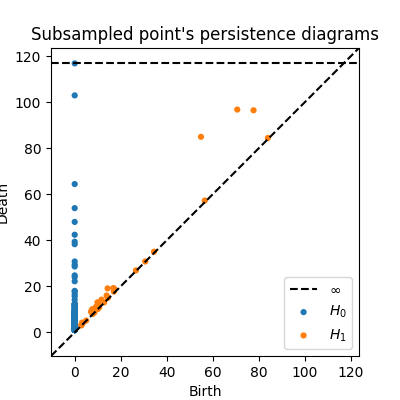 Subsampled point's persistence diagrams
120
100
80
60
40
20
0
Death
0 20 40 60 80 100 120
Birth
∞
H₀
H₁